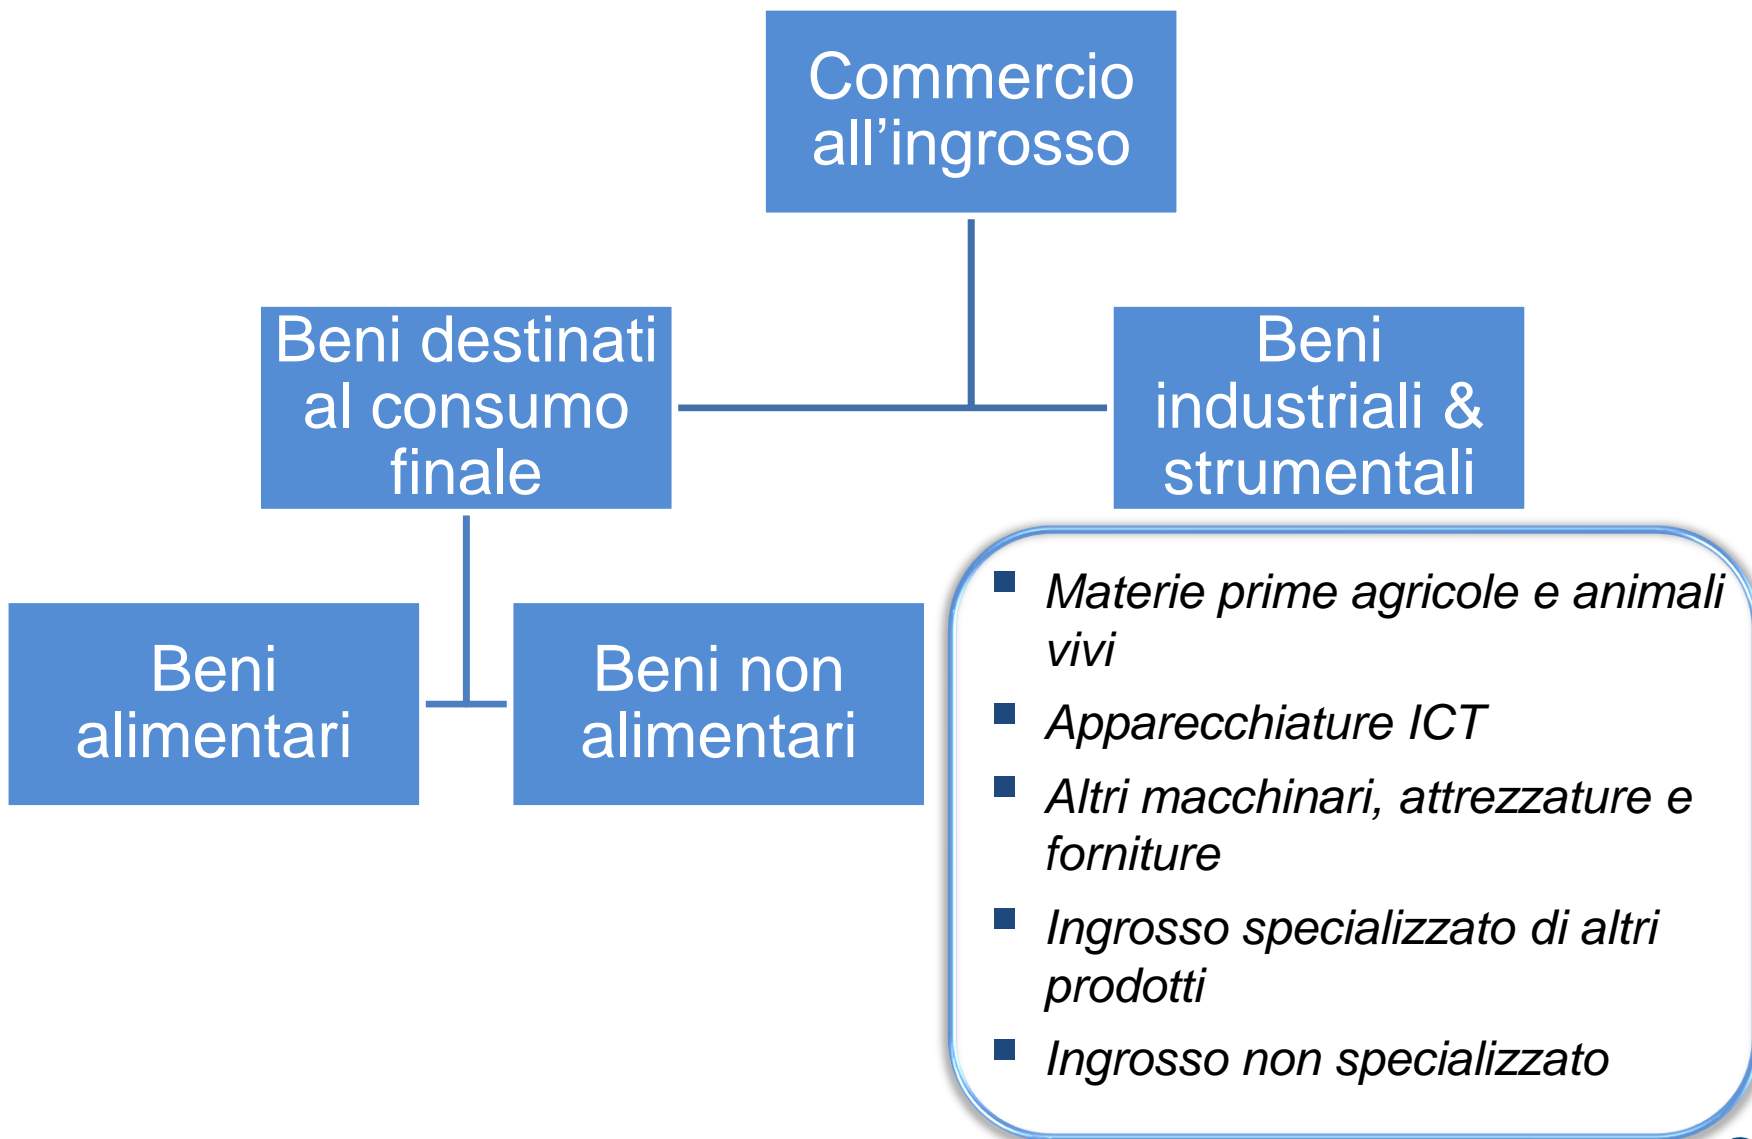 Commercio
all’ingrosso
Beni destinati
al consumo
finale
Beni
industriali &
strumentali
Beni
alimentari
Beni non
alimentari
Materie prime agricole e animali
vivi
Apparecchiature ICT
Altri macchinari, attrezzature e
forniture
Ingrosso specializzato di altri
prodotti
Ingrosso non specializzato